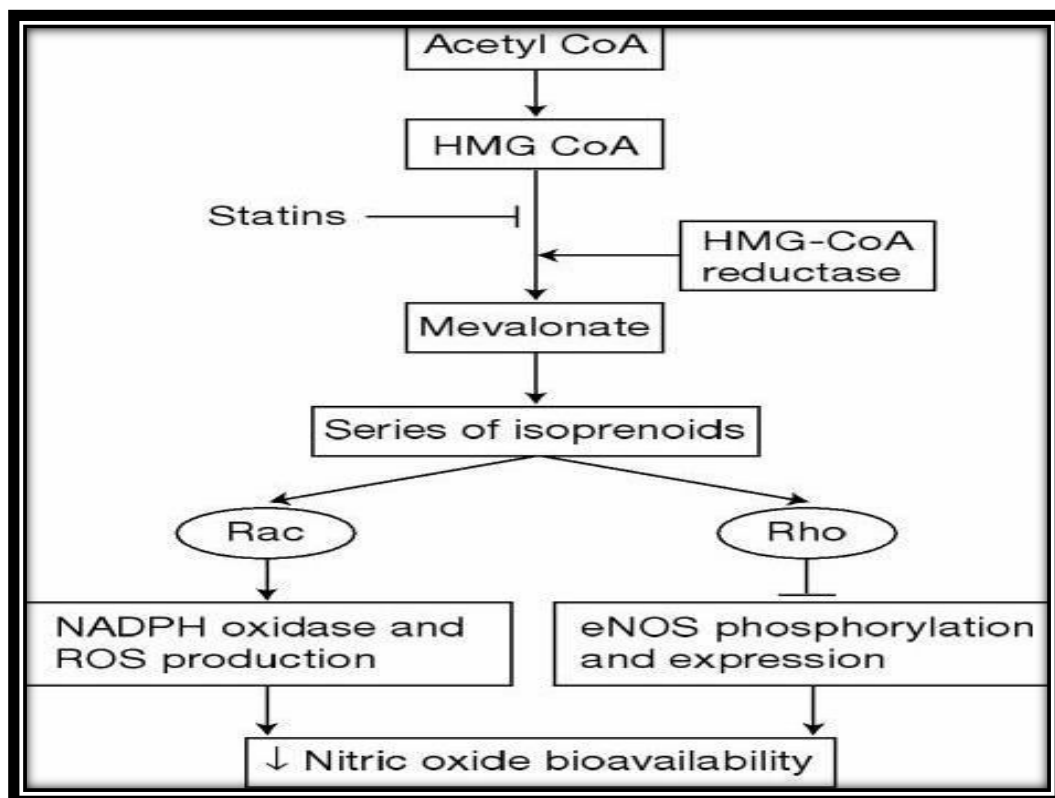 Acetyl CoA
HMG CoA
Statins
HMG-CoA
reductase
Mevalonate
Series of isoprenoids
Rac
Rho
NADPH oxidase and
ROS production
eNOS phosphorylation
and expression
↓ Nitric oxide bioavailability